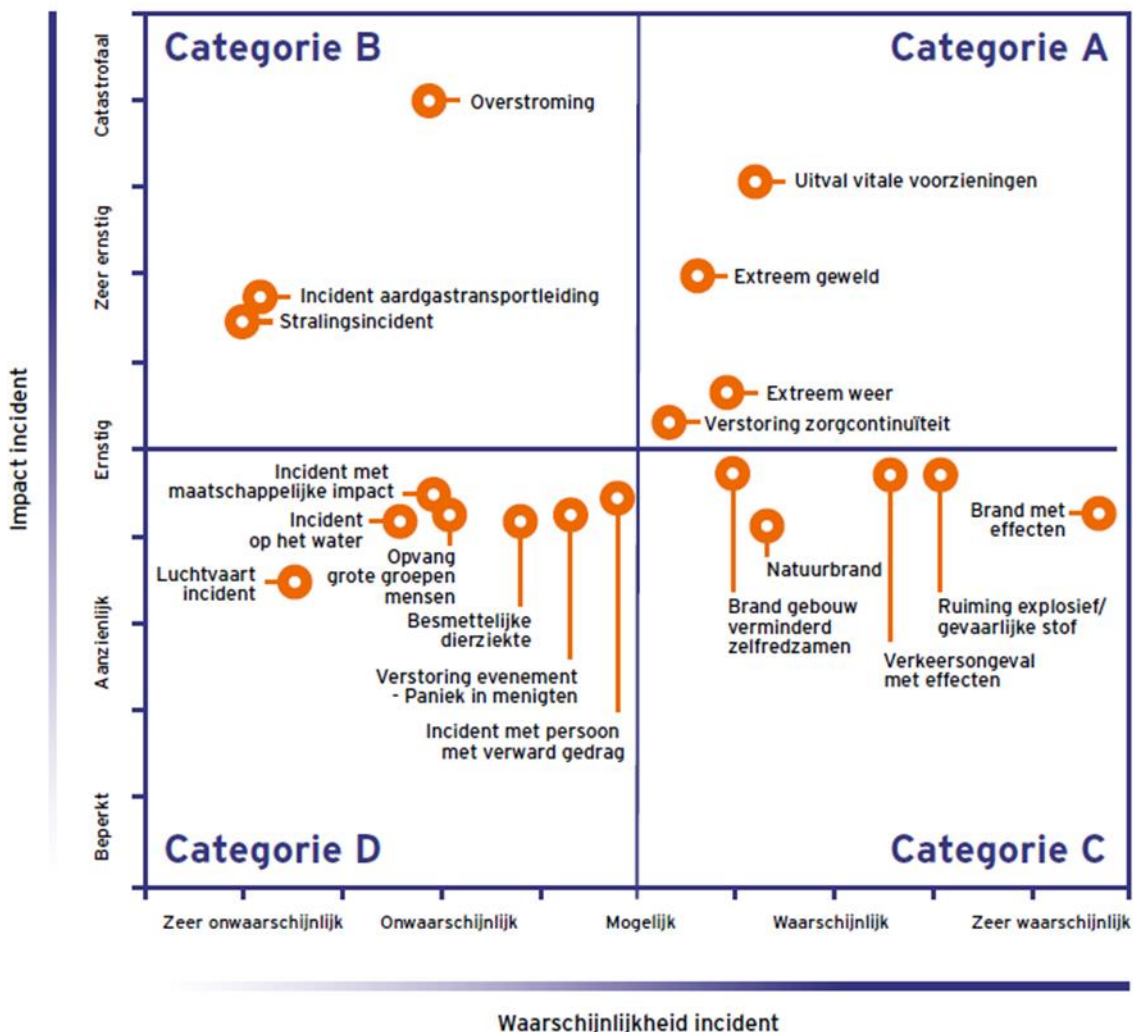 Categorie B
Categorie A
Catastrofaal
Overstroming
Uitval vitale voorzieningen
Zeer ernstig
Extreem geweld
Incident aardgastransportleiding
Stralingsincident
Extreem weer
Verstoring zorgcontinuïteit
Ernstig
Impact incident
Incident met
maatschappelijke impact
Incident
op het water
Opvang
grote groepen
mensen
Luchtvaart
incident
Besmettelijke
dierziekte
Verstoring evenement
- Paniek in menigten
Incident met persoon
met verward gedrag
Brand met
effecten
Natuurbrand
Brand gebouw
verminderd
zelfredzamen
Ruiming explosief/
gevaarlijke stof
Verkeersongeval
met effecten
Aanzienlijk
Beperkt
Categorie D
Categorie C
Zeer onwaarschijnlijk
Onwaarschijnlijk
Mogelijk
Waarschijnlijk
Zeer waarschijnlijk
Waarschijnlijkheid incident